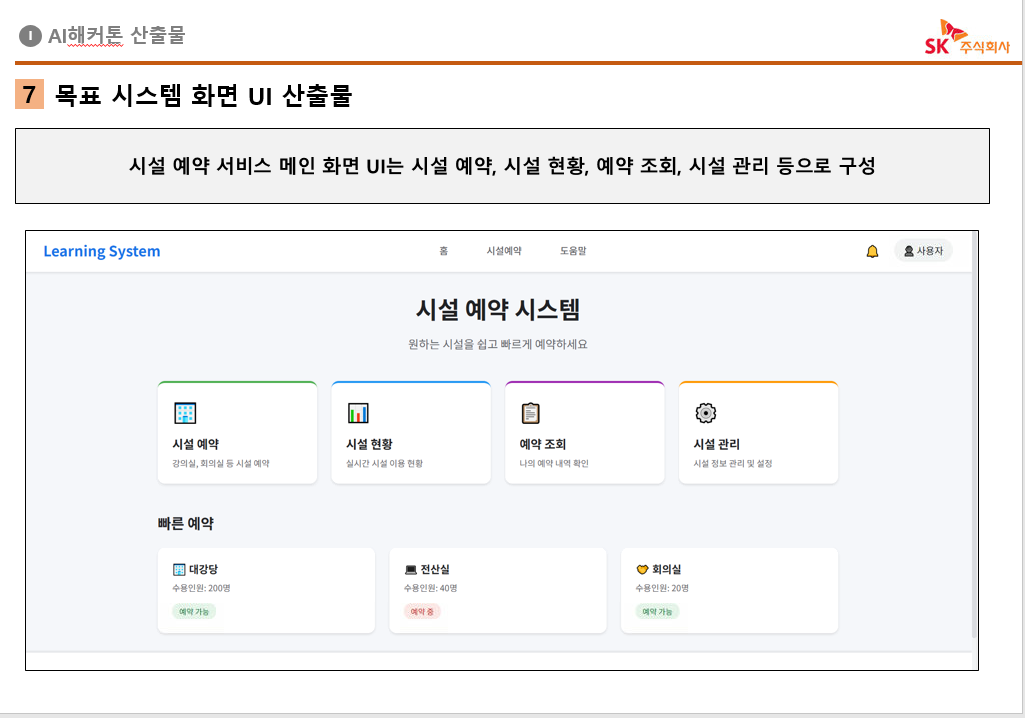 I AI해커톤 산출물
SK 주식회사
7 목표 시스템 화면 UI 산출물
시설 예약 서비스 메인 화면 UI는 시설 예약, 시설 현황, 예약 조회, 시설 관리 등으로 구성
Learning System 홈 시설예약 도움말 사용자
시설 예약 시스템
원하는 시설을 쉽고 빠르게 예약하세요
시설 예약
강의실, 회의실 등 시설 예약
시설 현황
실시간 시설 이용 현황
예약 조회
나의 예약 내역 확인
시설 관리
시설 정보 관리 및 설정
빠른 예약
대강당
수용인원: 200명
예약 가능
전산실
수용인원: 40명
예약 중
회의실
수용인원: 20명
예약 가능